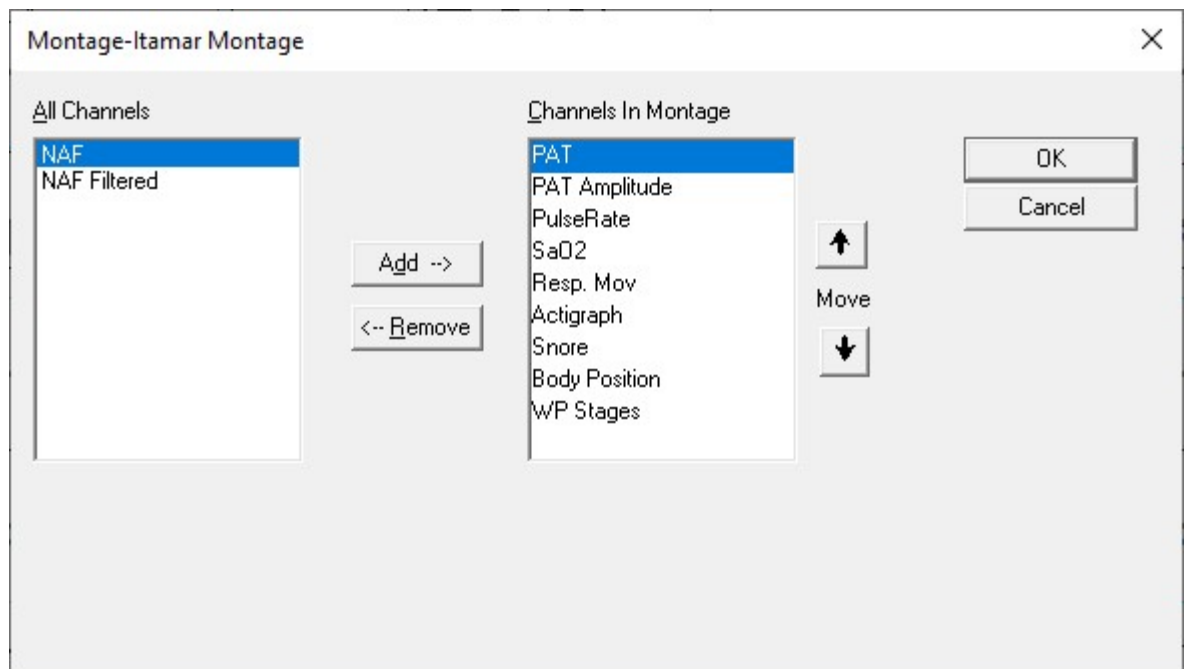 Montage-Itamar Montage
All Channels
NAF
NAF Filtered
Add -->
<-- Remove
Channels In Montage
PAT
PAT Amplitude
PulseRate
SaO2
Resp. Mov
Actigraph
Snore
Body Position
WP Stages
Move
OK
Cancel